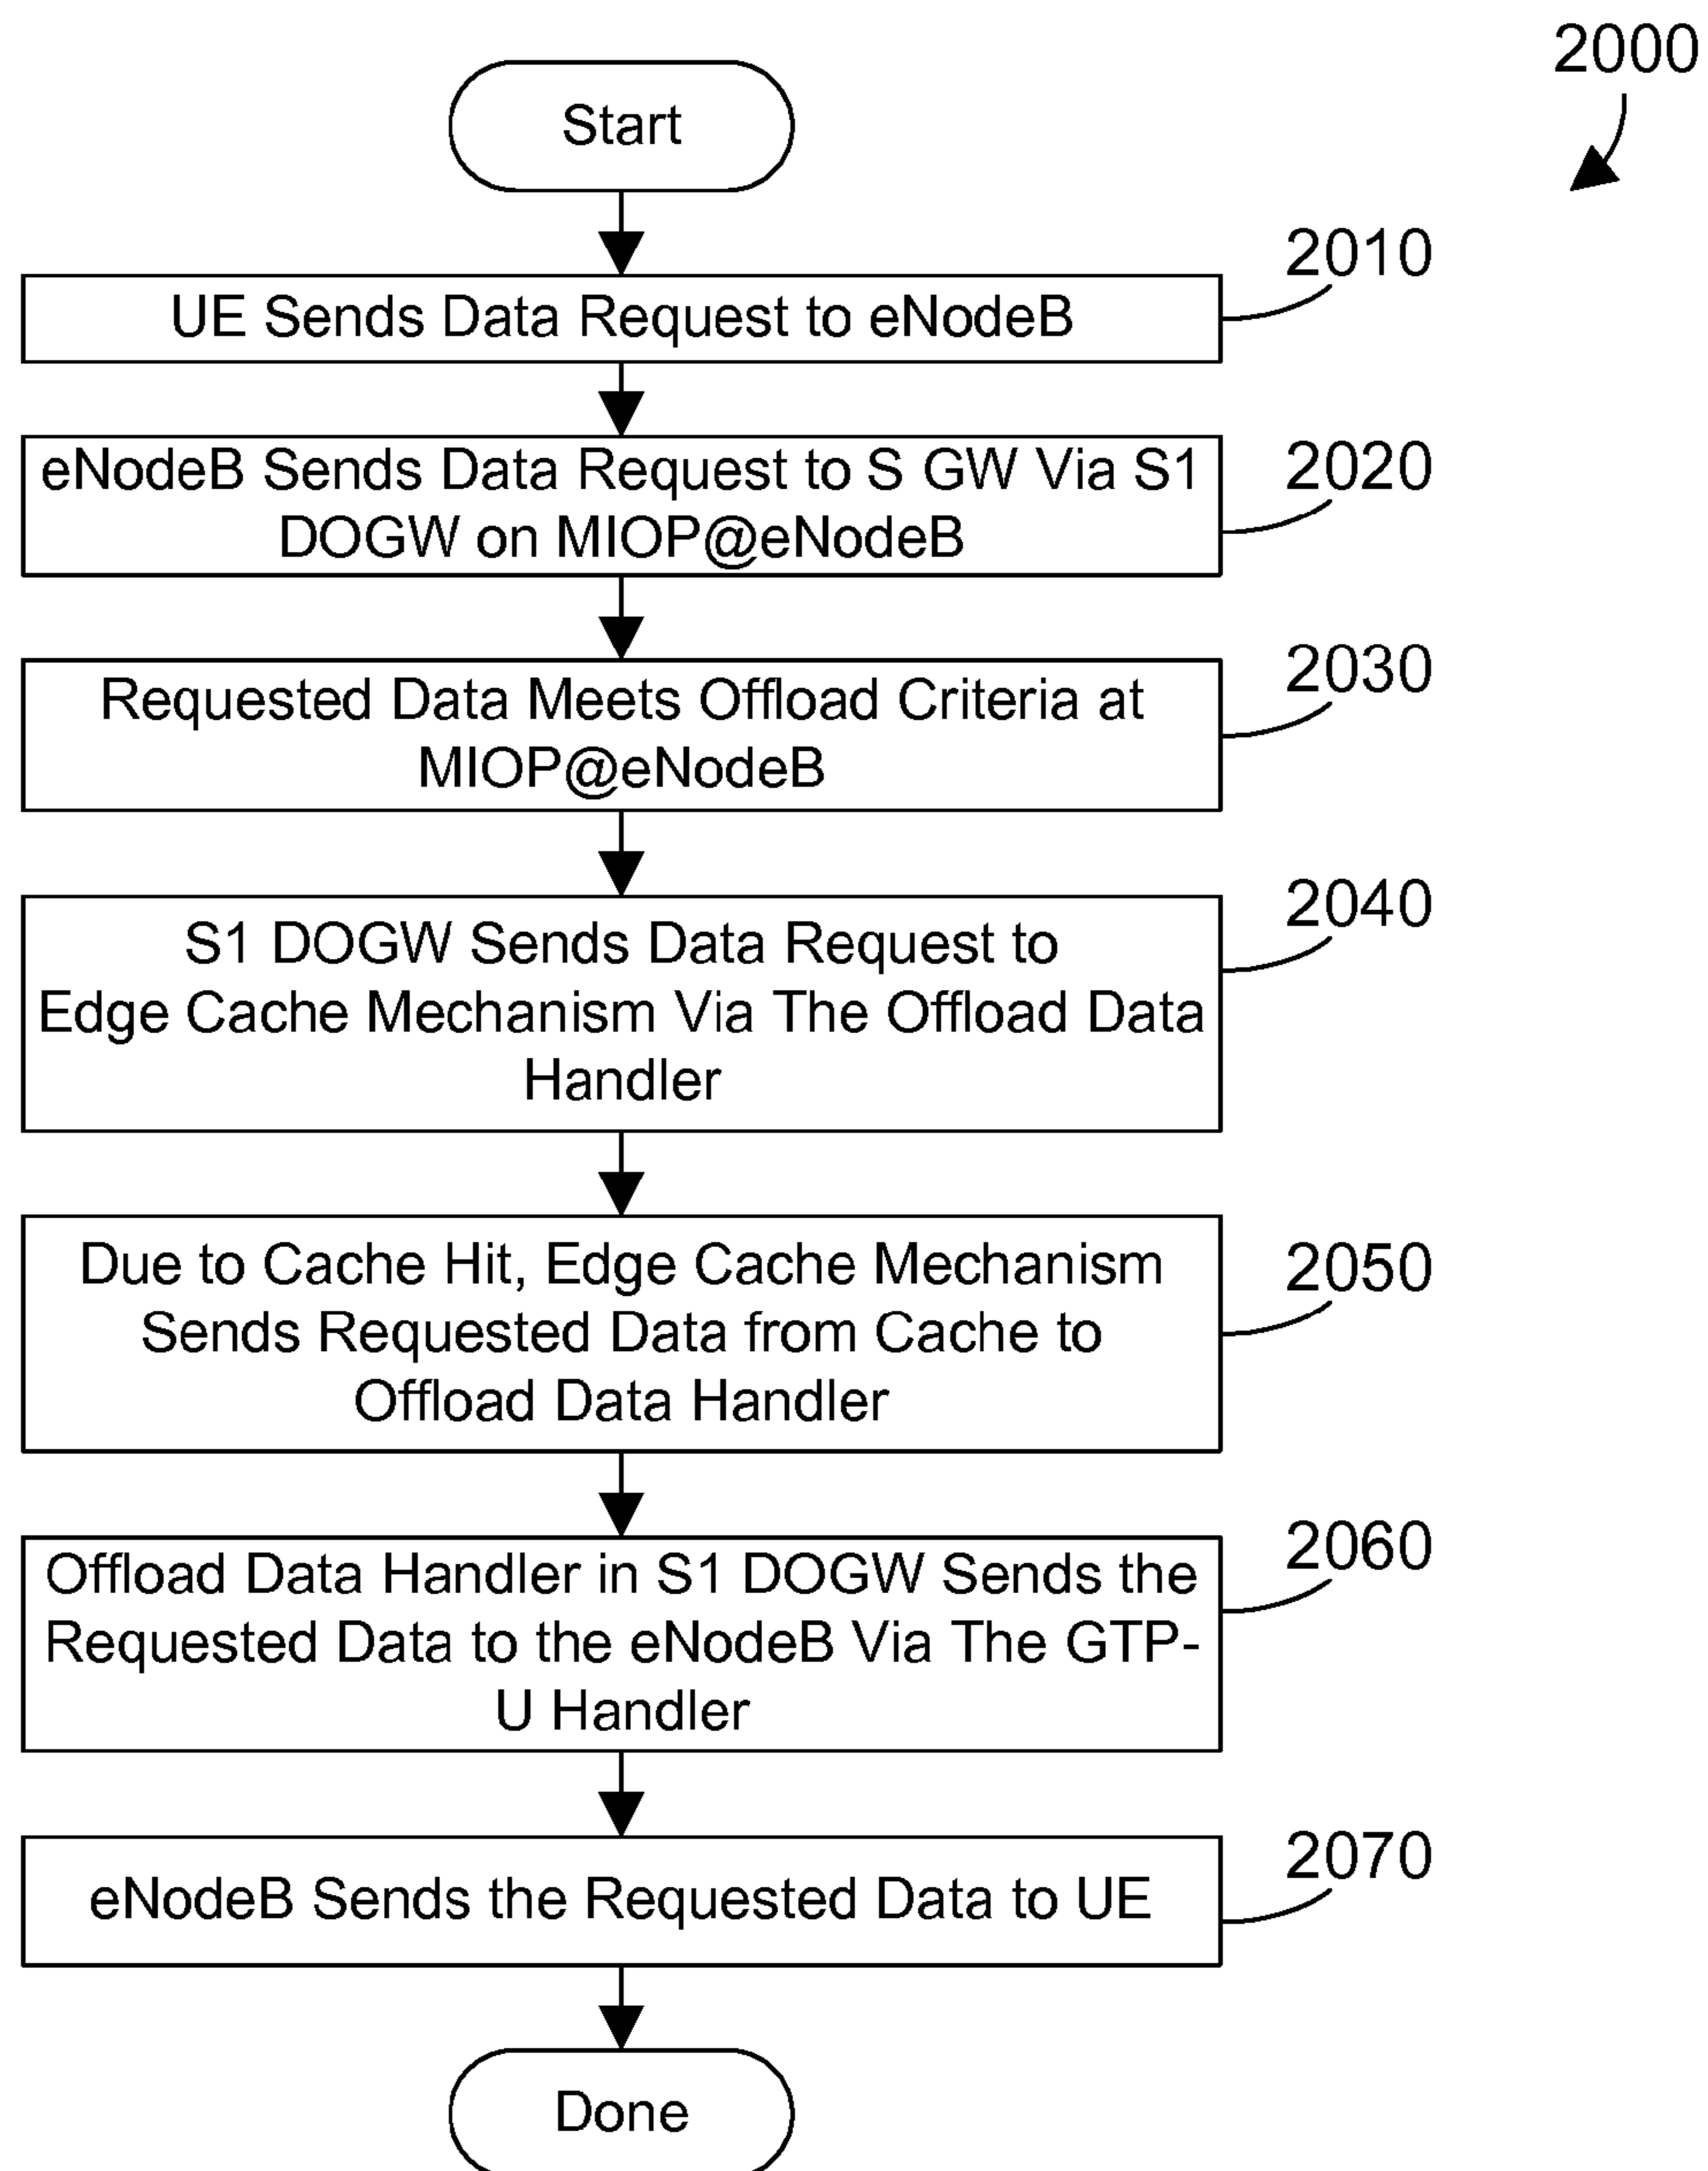 2000
Start
2010
UE Sends Data Request to eNodeB
2020
eNodeB Sends Data Request to S GW Via S1
DOGW on MIOP@eNodeB
2030
Requested Data Meets Offload Criteria at
MIOP@eNodeB
2040
S1 DOGW Sends Data Request to
Edge Cache Mechanism Via The Offload Data
Handler
2050
Due to Cache Hit, Edge Cache Mechanism
Sends Requested Data from Cache to
Offload Data Handler
2060
Offload Data Handler in S1 DOGW Sends the
Requested Data to the eNodeB Via The GTP-
U Handler
2070
eNodeB Sends the Requested Data to UE
Done